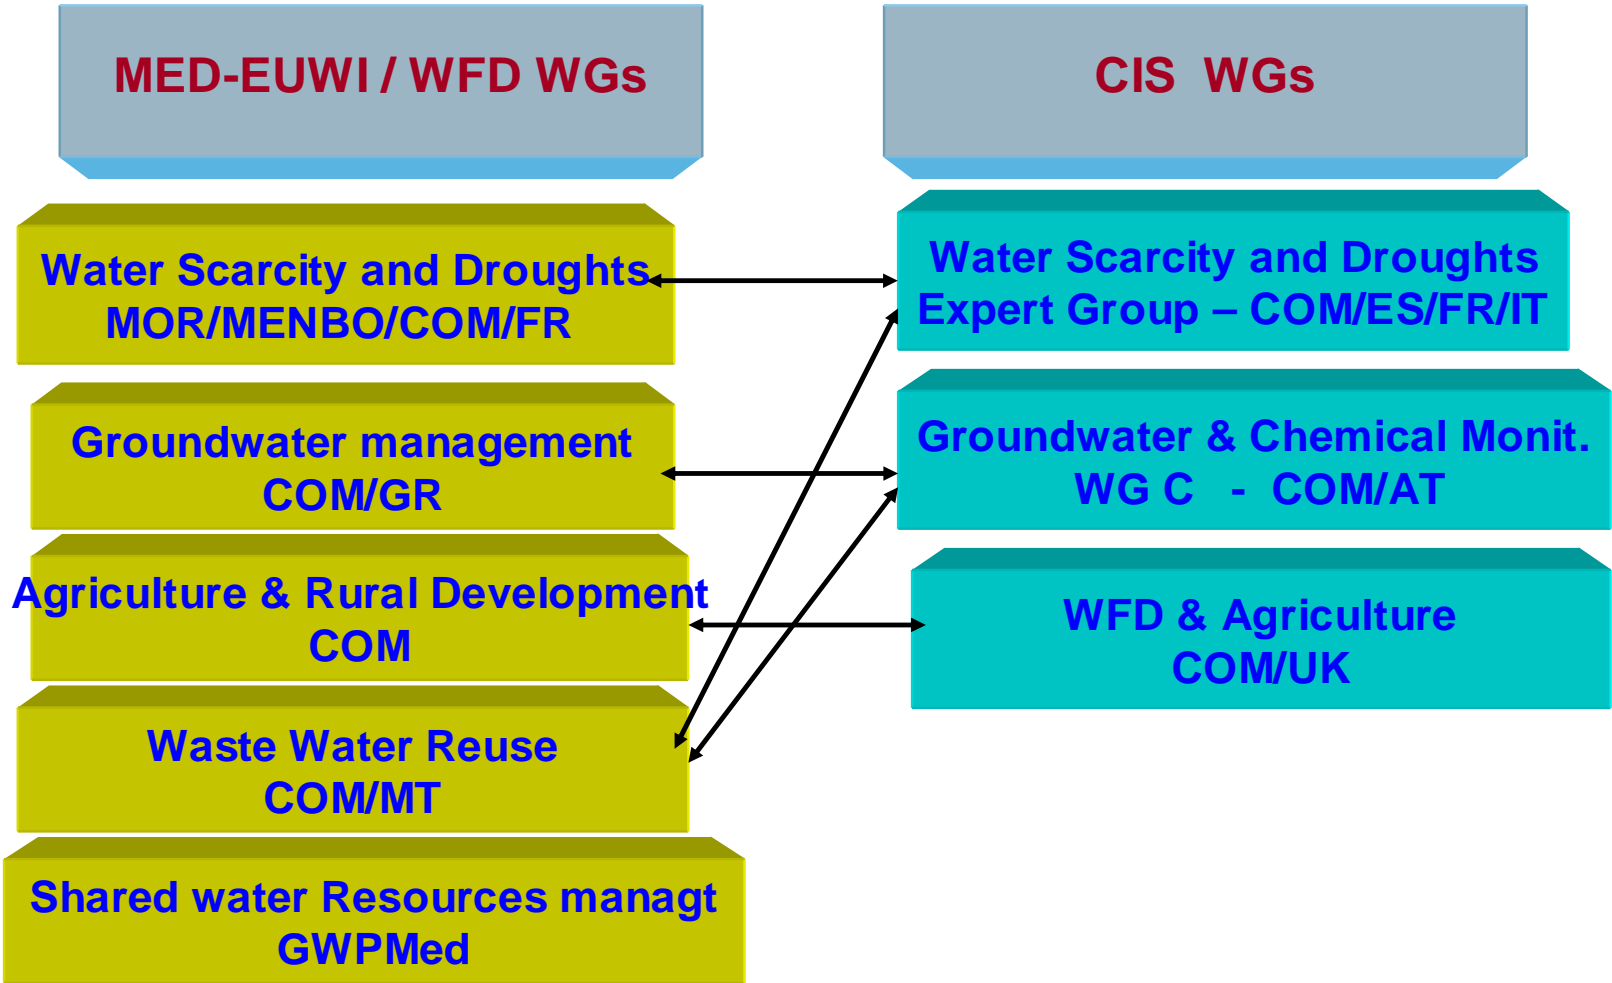 MED-EUWI / WFD WGs
CIS WGs
Water Scarcity and Droughts
MOR/MENBO/COM/FR
Groundwater management
COM/GR
Agriculture & Rural Development
COM
Waste Water Reuse
COM/MT
Shared water Resources managt
GWPMed
Water Scarcity and Droughts
Expert Group – COM/ES/FR/IT
Groundwater & Chemical Monit.
WG C - COM/AT
WFD & Agriculture
COM/UK